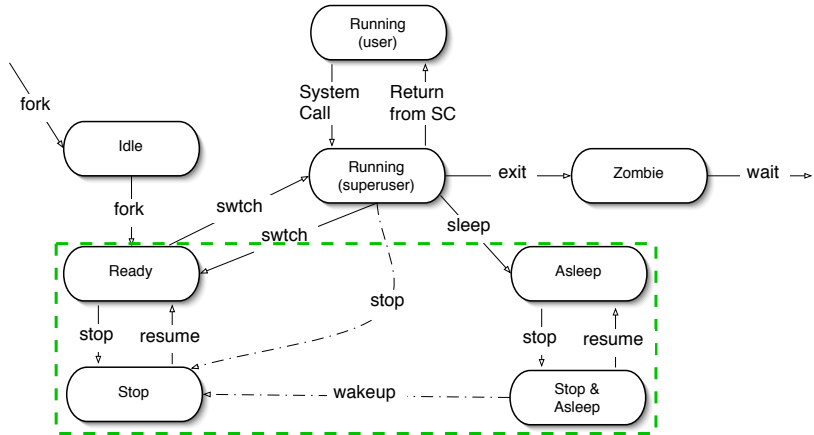 Running
(user)
fork
System
Call
Return
from SC
Idle
Running
(superuser)
exit
Zombie
wait
fork
swtch
swtch
sleep
Ready
Asleep
stop
stop
resume
stop
resume
Stop
wakeup
Stop &
Asleep